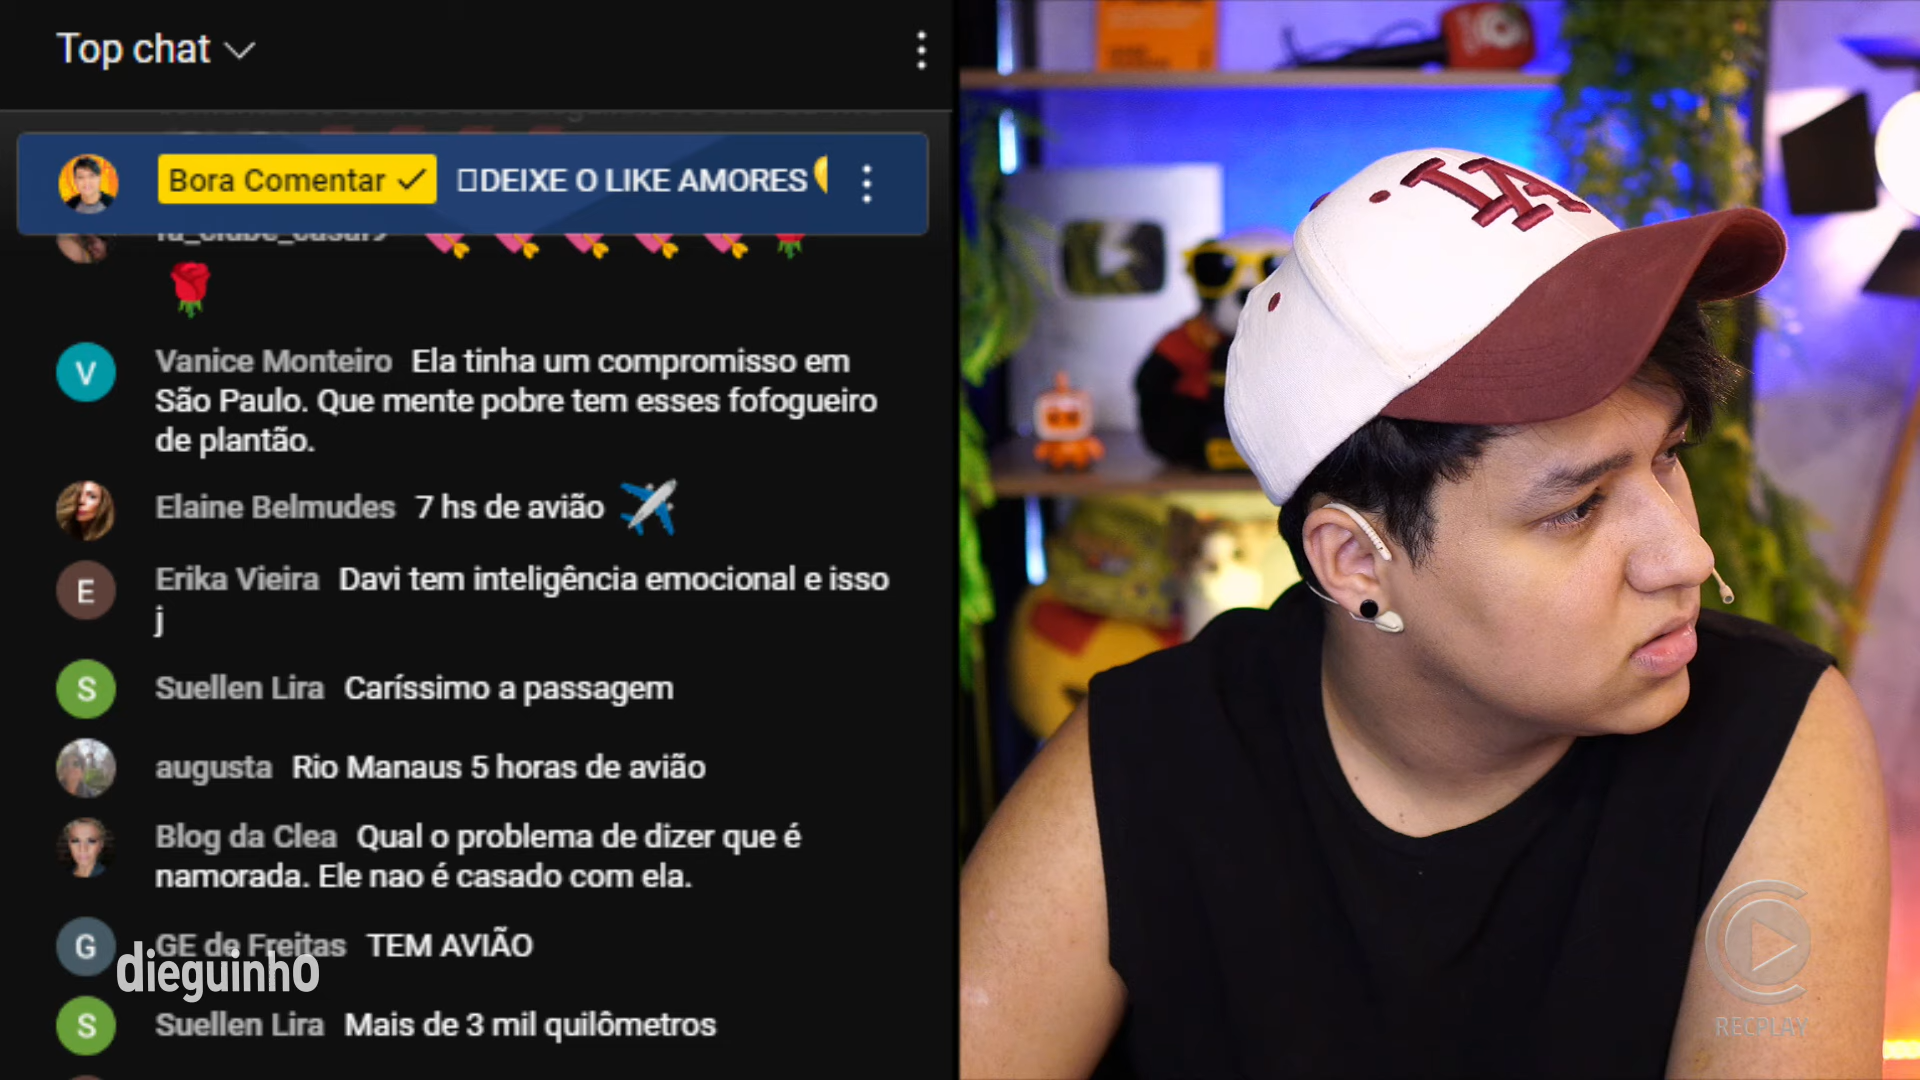 Top chat
Bora Comentar DEIXE O LIKE AMORES
fa_clube_casal9
Vanice Monteiro Ela tinha um compromisso em
São Paulo. Que mente pobre tem esses fofogueiro
de plantão.
Elaine Belmudes 7 hs de avião
Erika Vieira Davi tem inteligência emocional e isso
j
Suellen Lira Caríssimo a passagem
augusta Rio Manaus 5 horas de avião
Blog da Clea Qual o problema de dizer que é
namorada. Ele nao é casado com ela.
GE de Freitas TEM AVIÃO
dieguinho
Suellen Lira Mais de 3 mil quilômetros
V
E
S
G
S
LA
RECPLAY